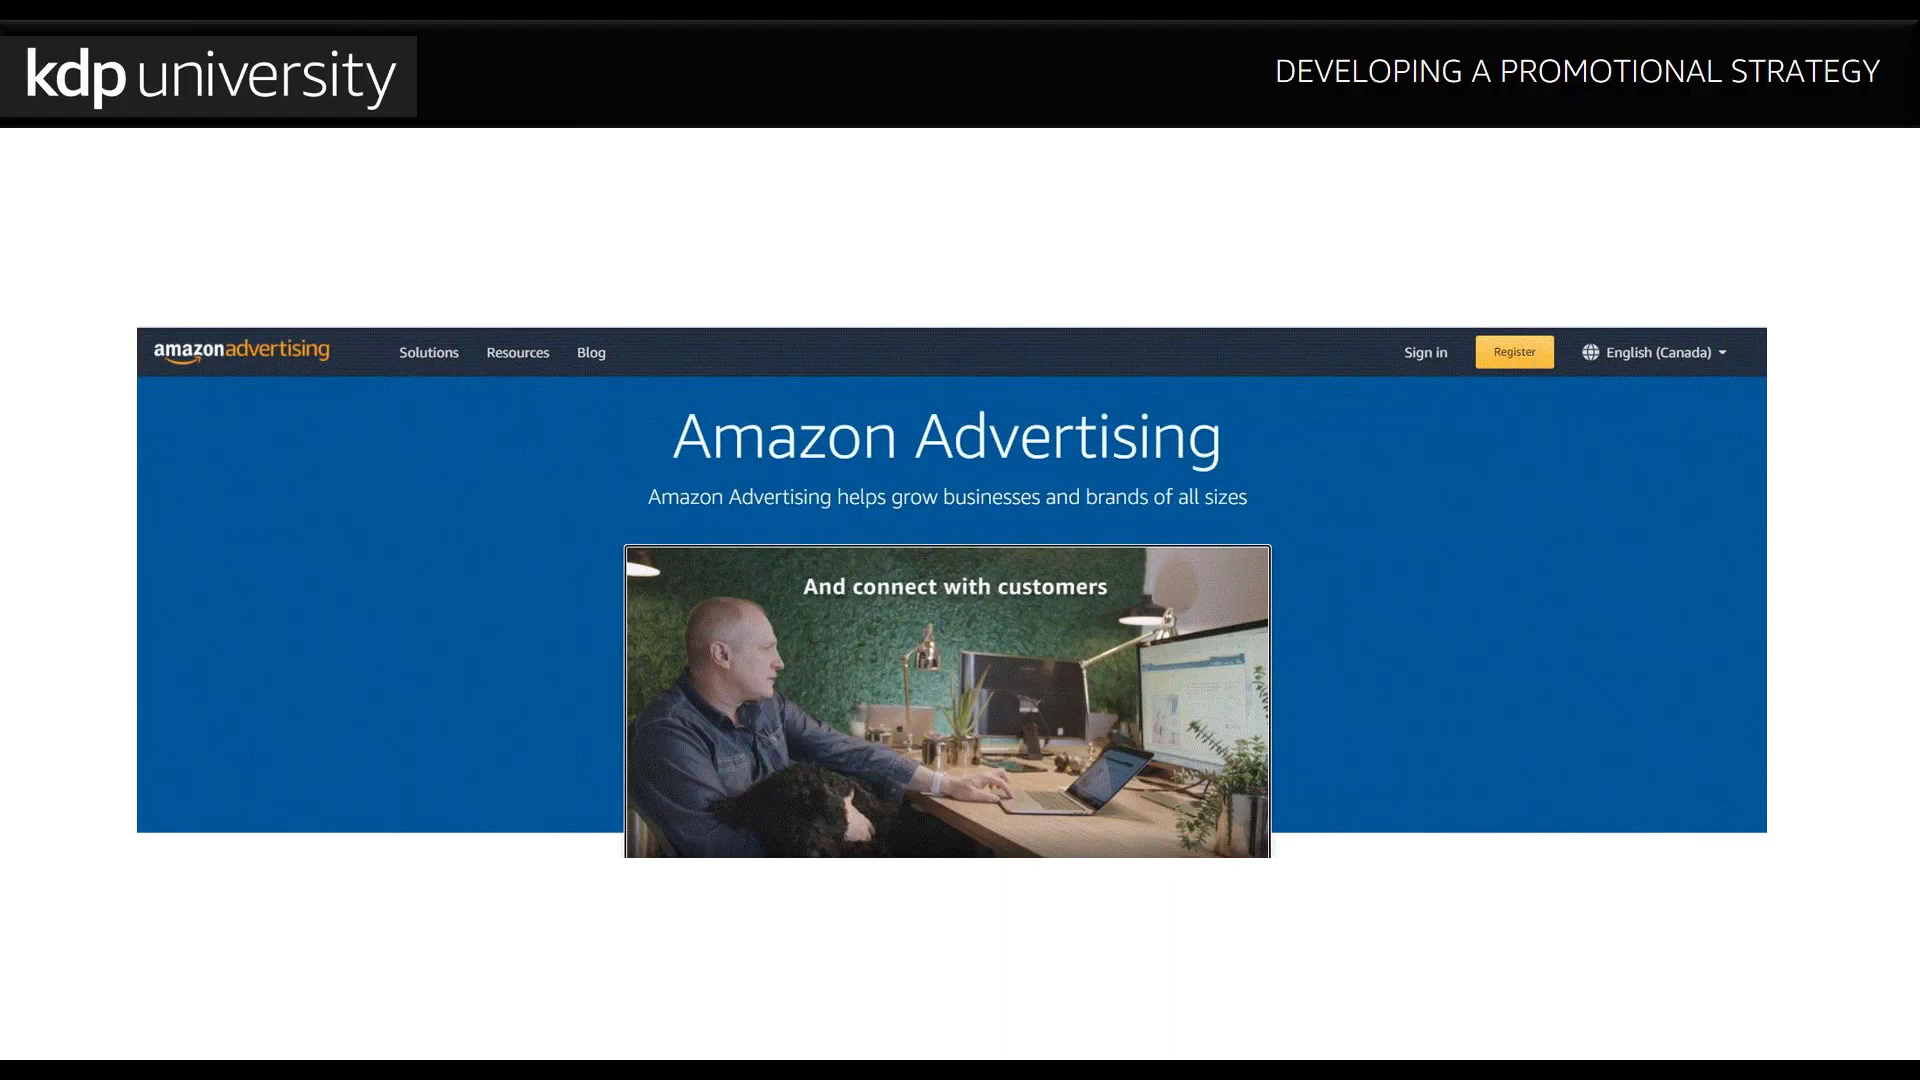 kdp university
DEVELOPING A PROMOTIONAL STRATEGY
amazonadvertising
Solutions
Resources
Blog
Sign in
Register
English (Canada)
Amazon Advertising
Amazon Advertising helps grow businesses and brands of all sizes
And connect with customers